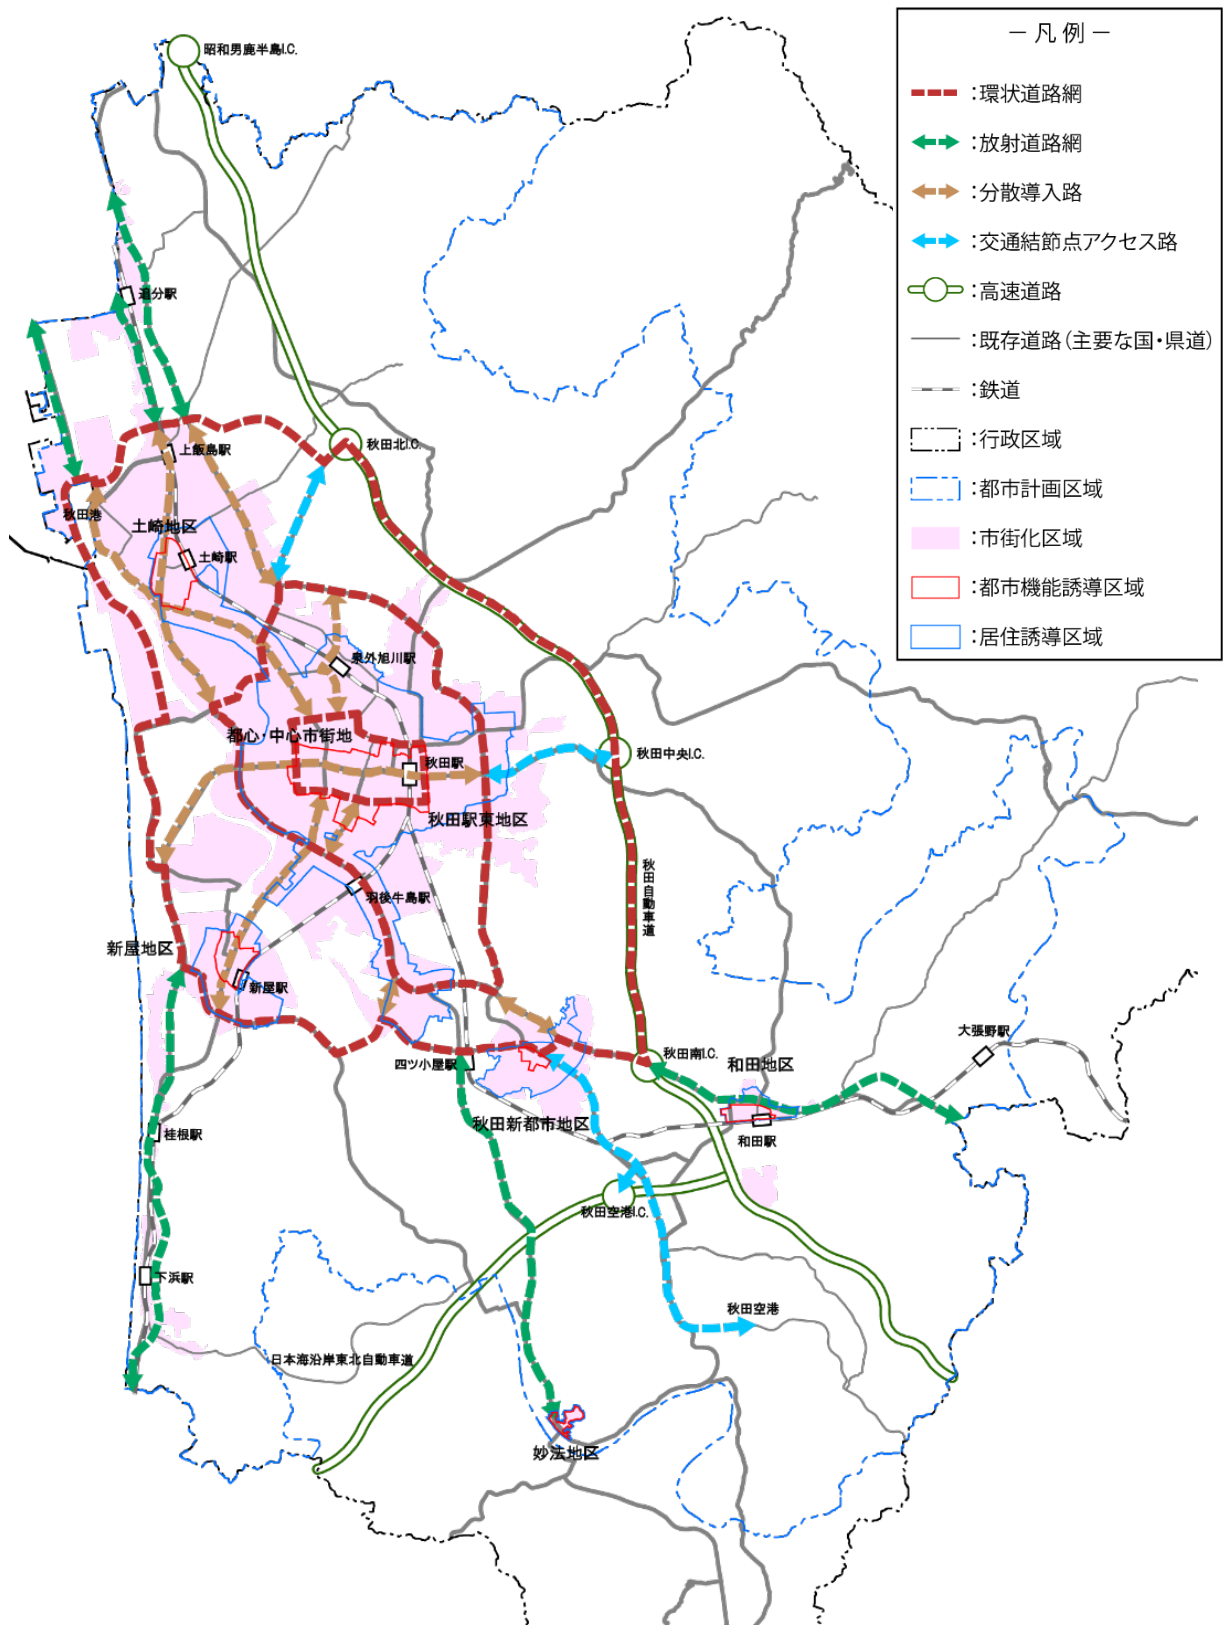 －凡例－
：環状道路網
：放射道路網
：分散導入路
：交通結節点アクセス路
：高速道路
：既存道路（主要な国・県道）
：鉄道
：行政区域
：都市計画区域
：市街化区域
：都市機能誘導区域
：居住誘導区域
昭和男鹿半島I.C.
追分駅
秋田北I.C.
上飯島駅
秋田港
土崎地区
土崎駅
泉外旭川駅
都心・中心市街地
秋田駅
秋田中央I.C.
秋田駅東地区
秋田自動車道
羽後牛島駅
新屋地区
新屋駅
大張野駅
秋田南I.C.
和田地区
四ツ小屋駅
秋田新都市地区
桂根駅
和田駅
秋田空港I.C.
下浜駅
秋田空港
日本海沿岸東北自動車道
妙法地区